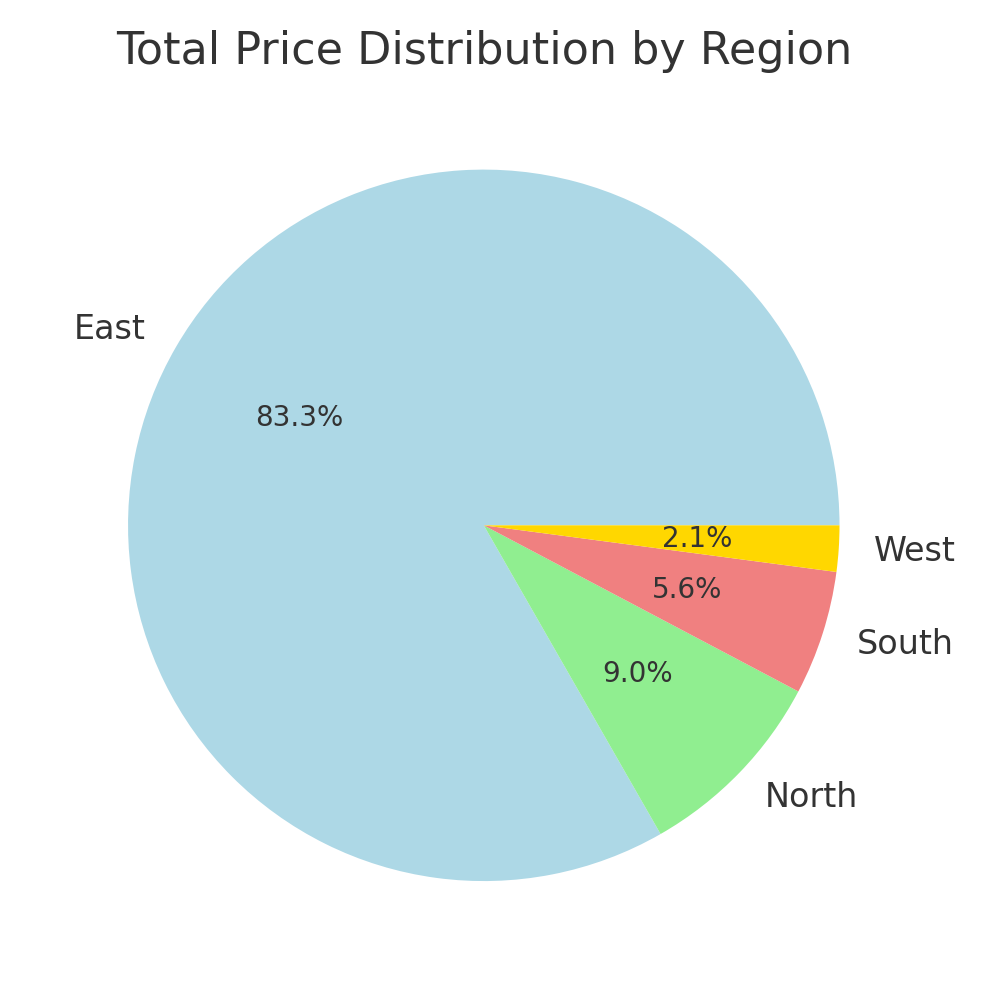 Total Price Distribution by Region
East
83.3%
2.1%
West
5.6%
South
9.0%
North